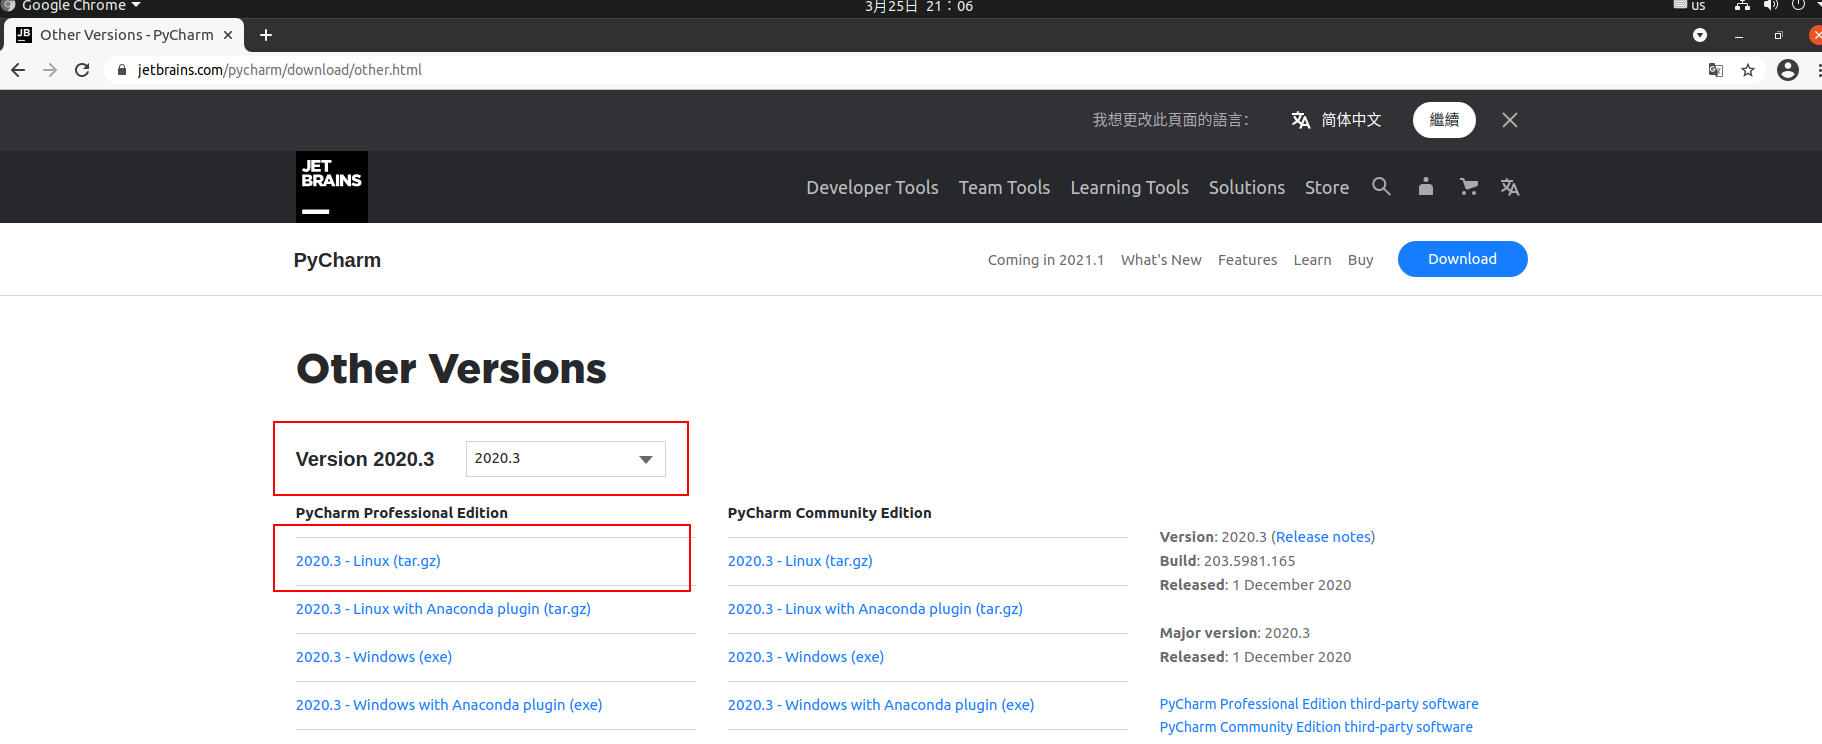 Google Chrome
3月25日 21：06
us
JB
Other Versions - PyCharm
jetbrains.com/pycharm/download/other.html
我想更改此頁面的語言：
简体中文
繼續
JET
BRAINS
Developer Tools Team Tools Learning Tools Solutions Store
PyCharm
Coming in 2021.1 What's New Features Learn Buy
Download
Other Versions
Version 2020.3
2020.3
PyCharm Professional Edition
2020.3 - Linux (tar.gz)
2020.3 - Linux with Anaconda plugin (tar.gz)
2020.3 - Windows (exe)
2020.3 - Windows with Anaconda plugin (exe)
PyCharm Community Edition
2020.3 - Linux (tar.gz)
2020.3 - Linux with Anaconda plugin (tar.gz)
2020.3 - Windows (exe)
2020.3 - Windows with Anaconda plugin (exe)
Version: 2020.3 (Release notes)
Build: 203.5981.165
Released: 1 December 2020
Major version: 2020.3
Released: 1 December 2020
PyCharm Professional Edition third-party software
PyCharm Community Edition third-party software